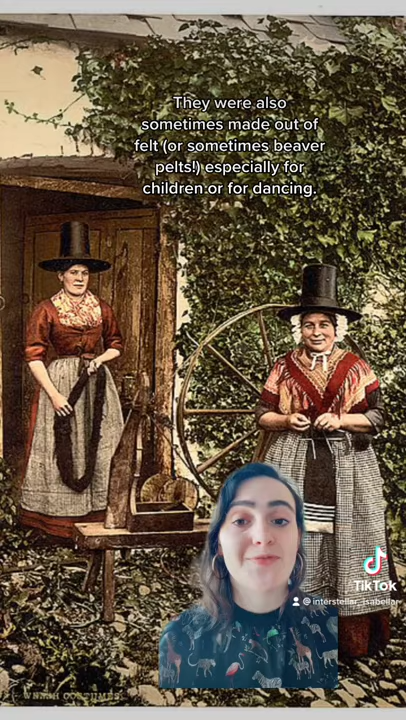 They were also
sometimes made out of
felt (or sometimes beaver
pelts!) especially for
children or for dancing.
TikTok
@interstellar_isabellar
WELSH COSTUMES